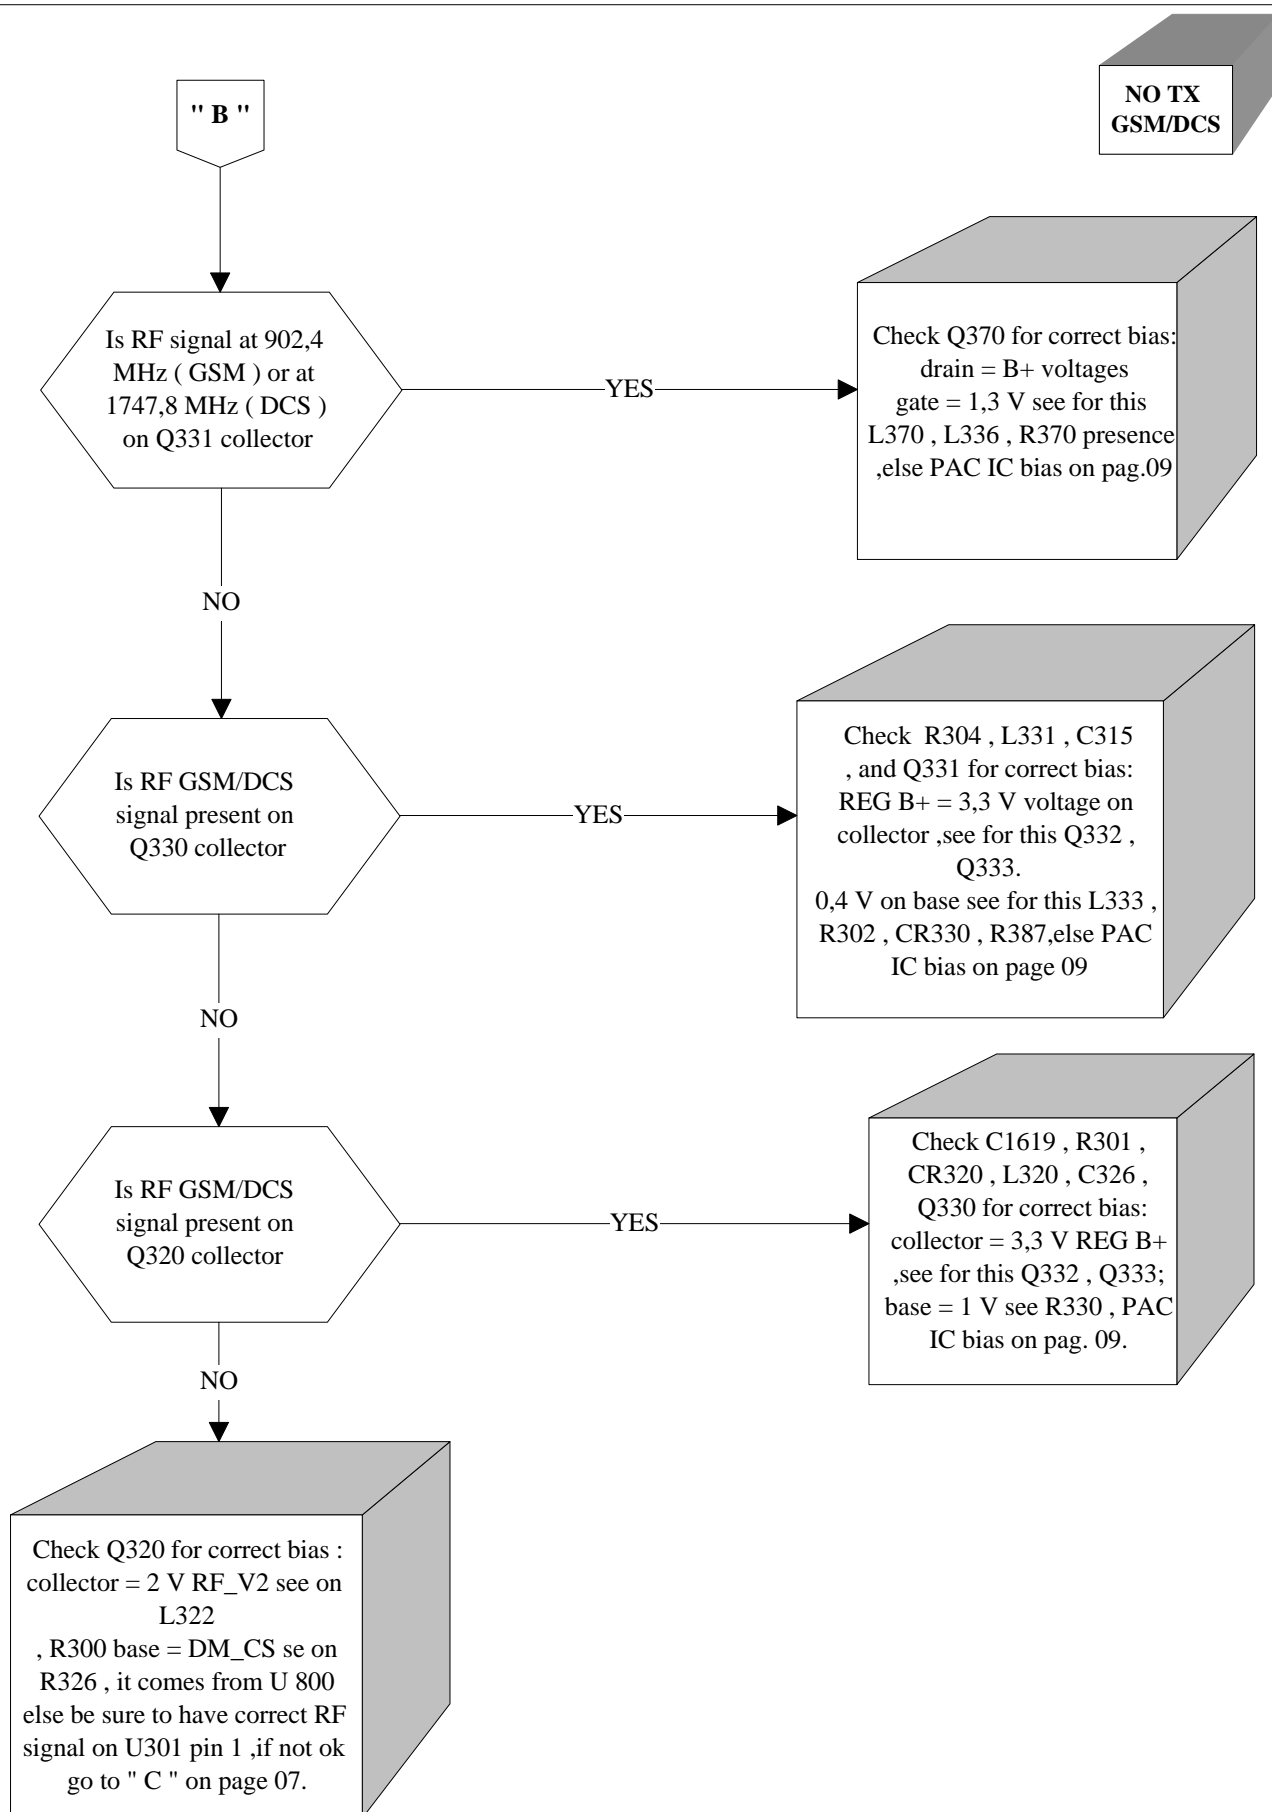 " B "
NO TX
GSM/DCS
Is RF signal at 902,4
MHz ( GSM ) or at
1747,8 MHz ( DCS )
on Q331 collector
YES
Check Q370 for correct bias:
drain = B+ voltages
gate = 1,3 V see for this
L370 , L336 , R370 presence
,else PAC IC bias on pag.09
NO
Is RF GSM/DCS
signal present on
Q330 collector
YES
Check  R304 , L331 , C315
, and Q331 for correct bias:
REG B+ = 3,3 V voltage on
collector ,see for this Q332 ,
Q333.
0,4 V on base see for this L333 ,
R302 , CR330 , R387,else PAC
IC bias on page 09
NO
Is RF GSM/DCS
signal present on
Q320 collector
YES
Check C1619 , R301 ,
CR320 , L320 , C326 ,
Q330 for correct bias:
collector = 3,3 V REG B+
,see for this Q332 , Q333;
base = 1 V see R330 , PAC
IC bias on pag. 09.
NO
Check Q320 for correct bias :
collector = 2 V RF_V2 see on
L322
, R300 base = DM_CS se on
R326 , it comes from U 800
else be sure to have correct RF
signal on U301 pin 1 ,if not ok
go to " C " on page 07.